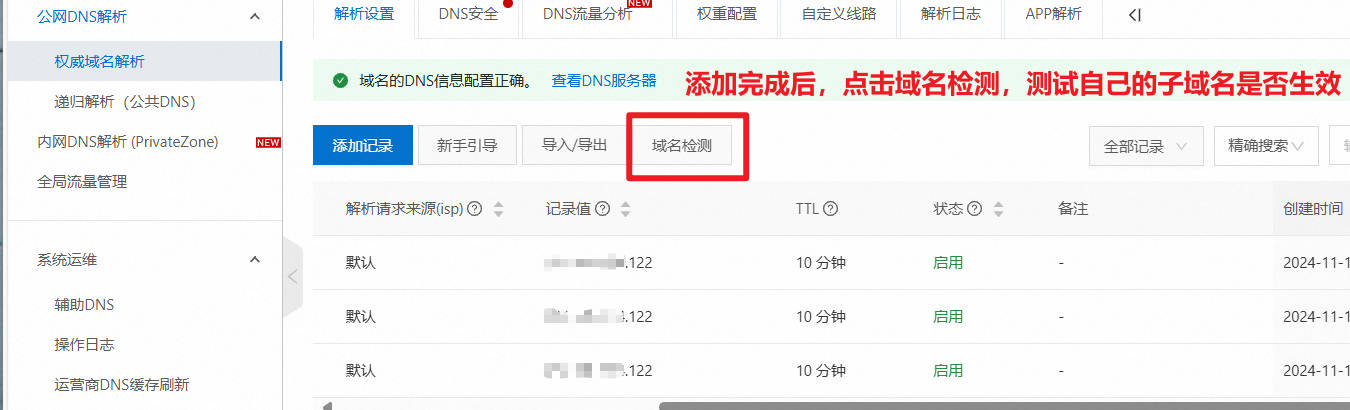 公网DNS解析
权威域名解析
递归解析（公共DNS）
内网DNS解析 (PrivateZone) NEW
全局流量管理
系统运维
辅助DNS
操作日志
运营商DNS缓存刷新
解析设置 DNS安全 DNS流量分析 NEW 权重配置 自定义线路 解析日志 APP解析
域名的DNS信息配置正确。 查看DNS服务器 添加完成后，点击域名检测，测试自己的子域名是否生效
添加记录 新手引导 导入/导出 域名检测 全部记录 精确搜索
解析请求来源(isp) 记录值 TTL 状态 备注 创建时间
默认 .122 10 分钟 启用 - 2024-11-1
默认 .122 10 分钟 启用 - 2024-11-1
默认 .122 10 分钟 启用 - 2024-11-1